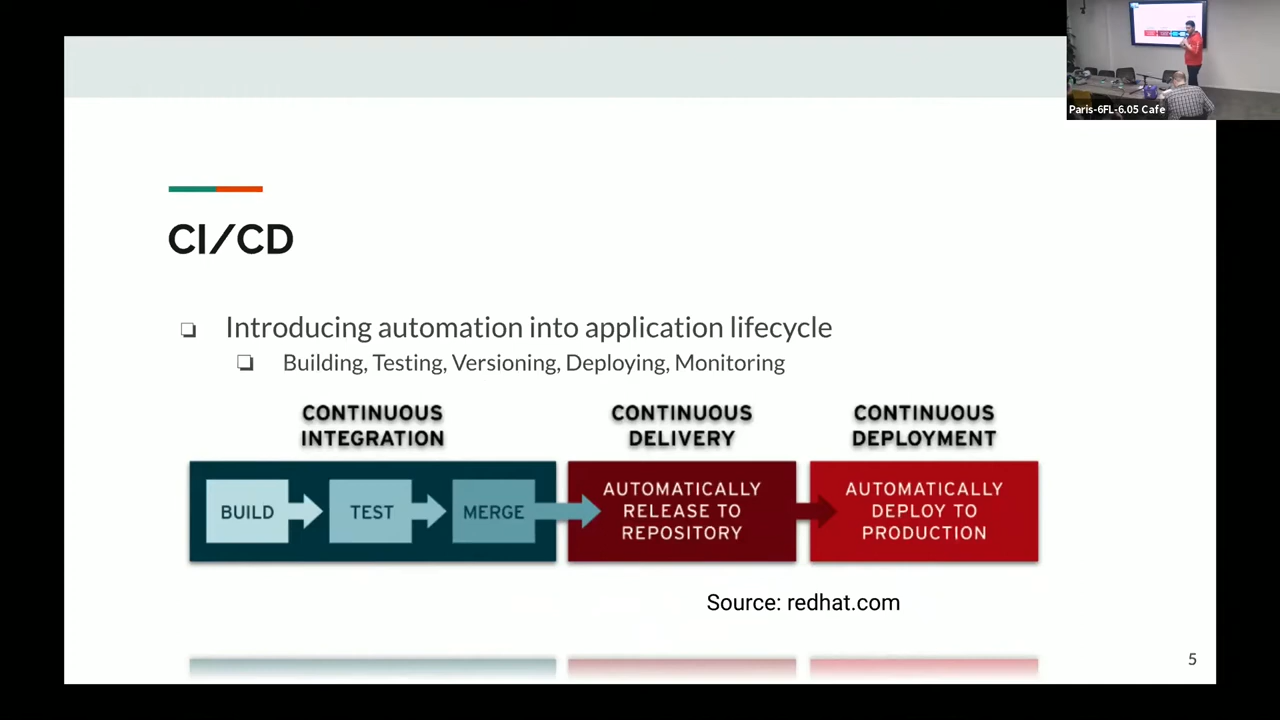 Paris-6FL-6.05 Cafe
CI/CD
Introducing automation into application lifecycle
Building, Testing, Versioning, Deploying, Monitoring
CONTINUOUS
INTEGRATION
CONTINUOUS
DELIVERY
CONTINUOUS
DEPLOYMENT
BUILD
TEST
MERGE
AUTOMATICALLY
RELEASE TO
REPOSITORY
AUTOMATICALLY
DEPLOY TO
PRODUCTION
Source: redhat.com
5